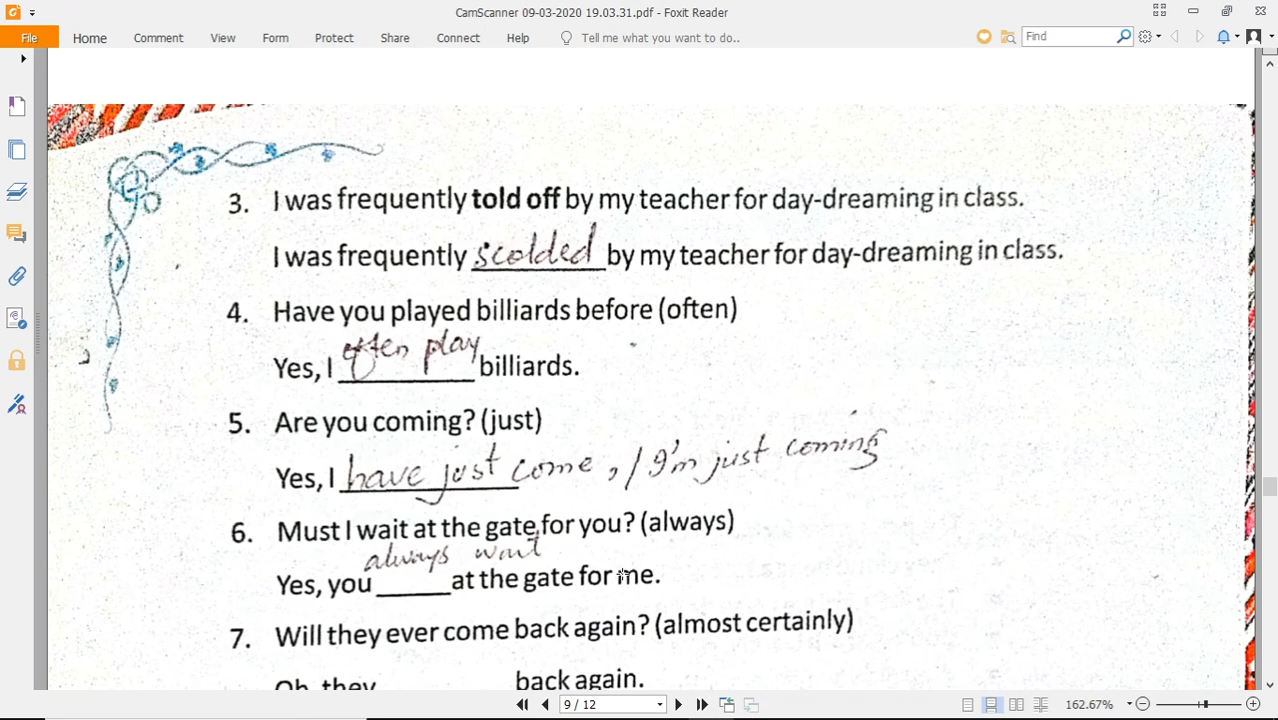 CamScanner 09-03-2020 19.03.31.pdf - Foxit Reader
File Home Comment View Form Protect Share Connect Help Tell me what you want to do.. Find
3. I was frequently told off by my teacher for day-dreaming in class.
I was frequently scolded by my teacher for day-dreaming in class.
4. Have you played billiards before (often)
Yes, I often play billiards.
5. Are you coming? (just)
Yes, I have just come, / I'm just coming
6. Must I wait at the gate for you? (always)
always wait
Yes, you ______ at the gate for me.
7. Will they ever come back again? (almost certainly)
Oh, they back again.
9 / 12 162.67%